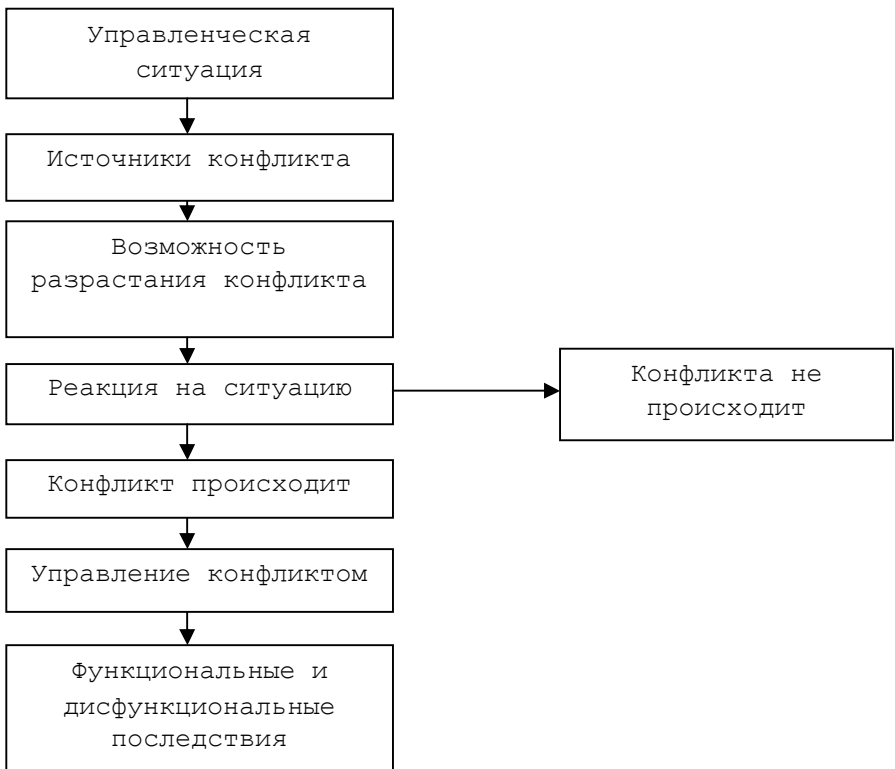 Управленческая
ситуация
Источники конфликта
Возможность
разрастания конфликта
Реакция на ситуацию
Конфликта не
происходит
Конфликт происходит
Управление конфликтом
Функциональные и
дисфункциональные
последствия